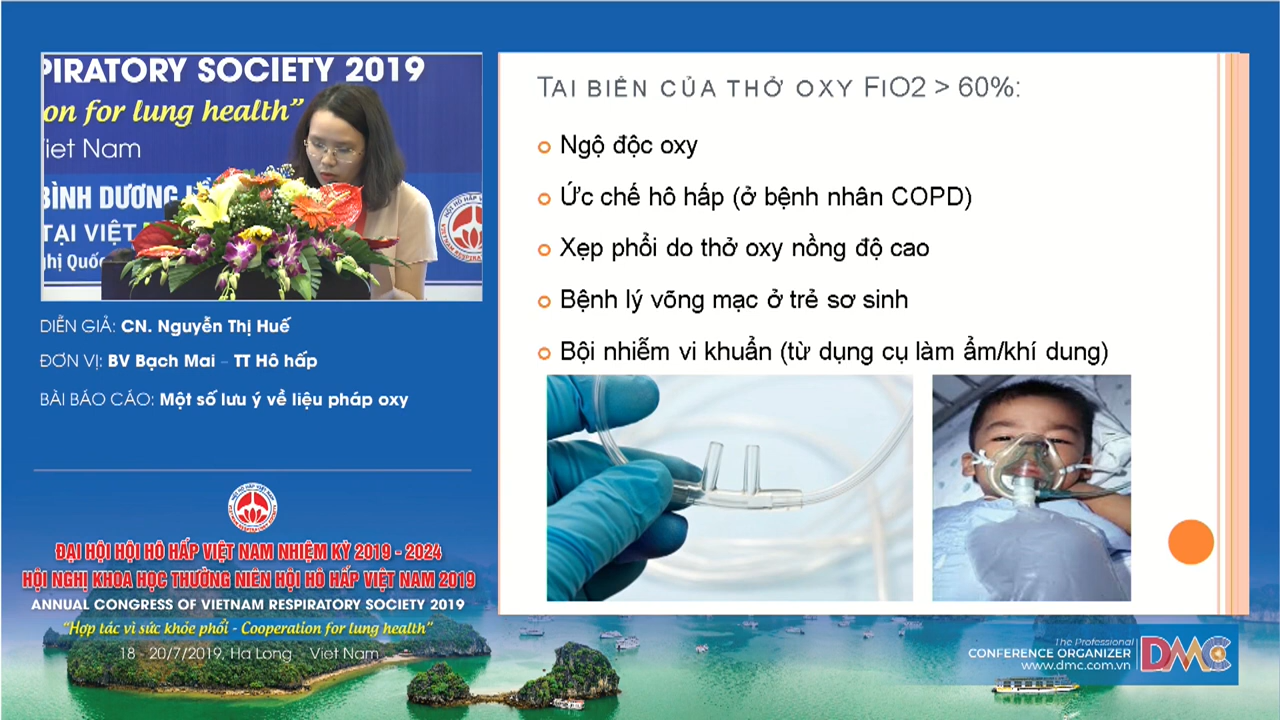 PIRATORY SOCIETY 2019
on for lung health”
iet Nam
BÌNH DƯƠNG
TẠI VIỆT
ghị Quốc
DIỄN GIẢ: CN. Nguyễn Thị Huế
ĐƠN VỊ: BV Bạch Mai – TT Hô hấp
BÀI BÁO CÁO: Một số lưu ý về liệu pháp oxy
ĐẠI HỘI HỘI HÔ HẤP VIỆT NAM NHIỆM KỲ 2019 - 2024
HỘI NGHỊ KHOA HỌC THƯỜNG NIÊN HỘI HÔ HẤP VIỆT NAM 2019
ANNUAL CONGRESS OF VIETNAM RESPIRATORY SOCIETY 2019
“Hợp tác vì sức khỏe phổi - Cooperation for lung health”
18 - 20/7/2019, Ha Long - Viet Nam
TAI BIẾN CỦA THỞ OXY FIO2 > 60%:
Ngộ độc oxy
Ức chế hô hấp (ở bệnh nhân COPD)
Xẹp phổi do thở oxy nồng độ cao
Bệnh lý võng mạc ở trẻ sơ sinh
Bội nhiễm vi khuẩn (từ dụng cụ làm ẩm/khí dung)
The Professional
CONFERENCE ORGANIZER
www.dmc.com.vn
DMC